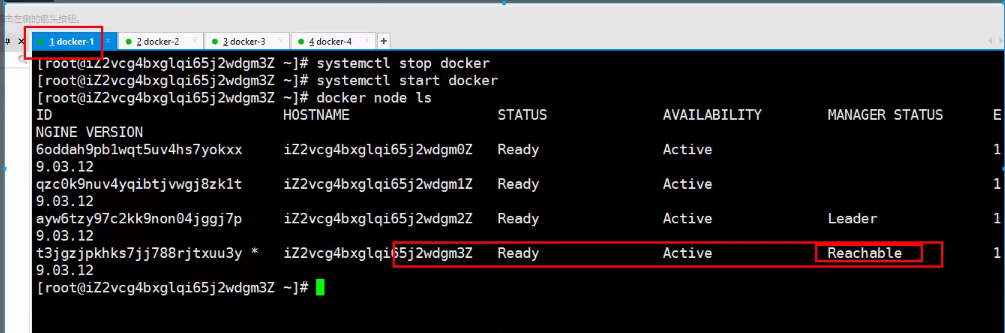 未左侧的箭头按钮。
1 docker-1 × 2 docker-2 × 3 docker-3 × 4 docker-4 × +
[root@iZ2vcg4bxglqi65j2wdgm3Z ~]# systemctl stop docker
[root@iZ2vcg4bxglqi65j2wdgm3Z ~]# systemctl start docker
[root@iZ2vcg4bxglqi65j2wdgm3Z ~]# docker node ls
ID HOSTNAME STATUS AVAILABILITY MANAGER STATUS E
NGINE VERSION
6oddah9pb1wqt5uv4hs7yokxx iZ2vcg4bxglqi65j2wdgm0Z Ready Active 1
9.03.12
qzc0k9nuv4yqibtjvwgj8zk1t iZ2vcg4bxglqi65j2wdgm1Z Ready Active 1
9.03.12
ayw6tzy97c2kk9non04jggj7p iZ2vcg4bxglqi65j2wdgm2Z Ready Active Leader 1
9.03.12
t3jgzjpkhks7jj788rjtxuu3y * iZ2vcg4bxglqi65j2wdgm3Z Ready Active Reachable 1
9.03.12
[root@iZ2vcg4bxglqi65j2wdgm3Z ~]#